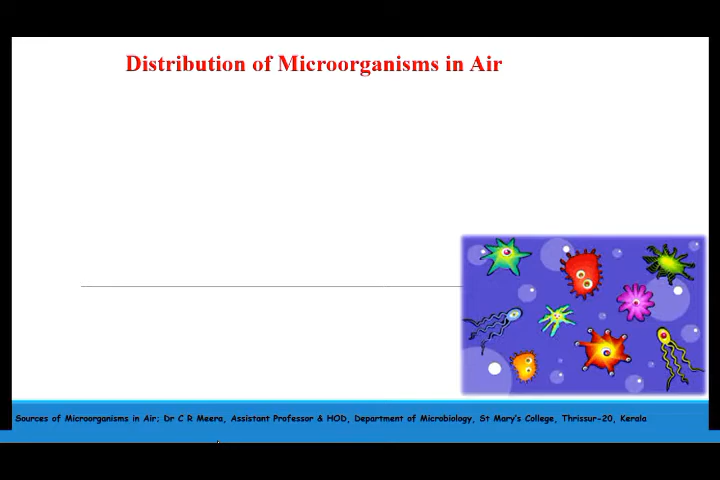 Distribution of Microorganisms in Air
Sources of Microorganisms in Air; Dr C R Meera, Assistant Professor & HOD, Department of Microbiology, St Mary's College, Thrissur-20, Kerala